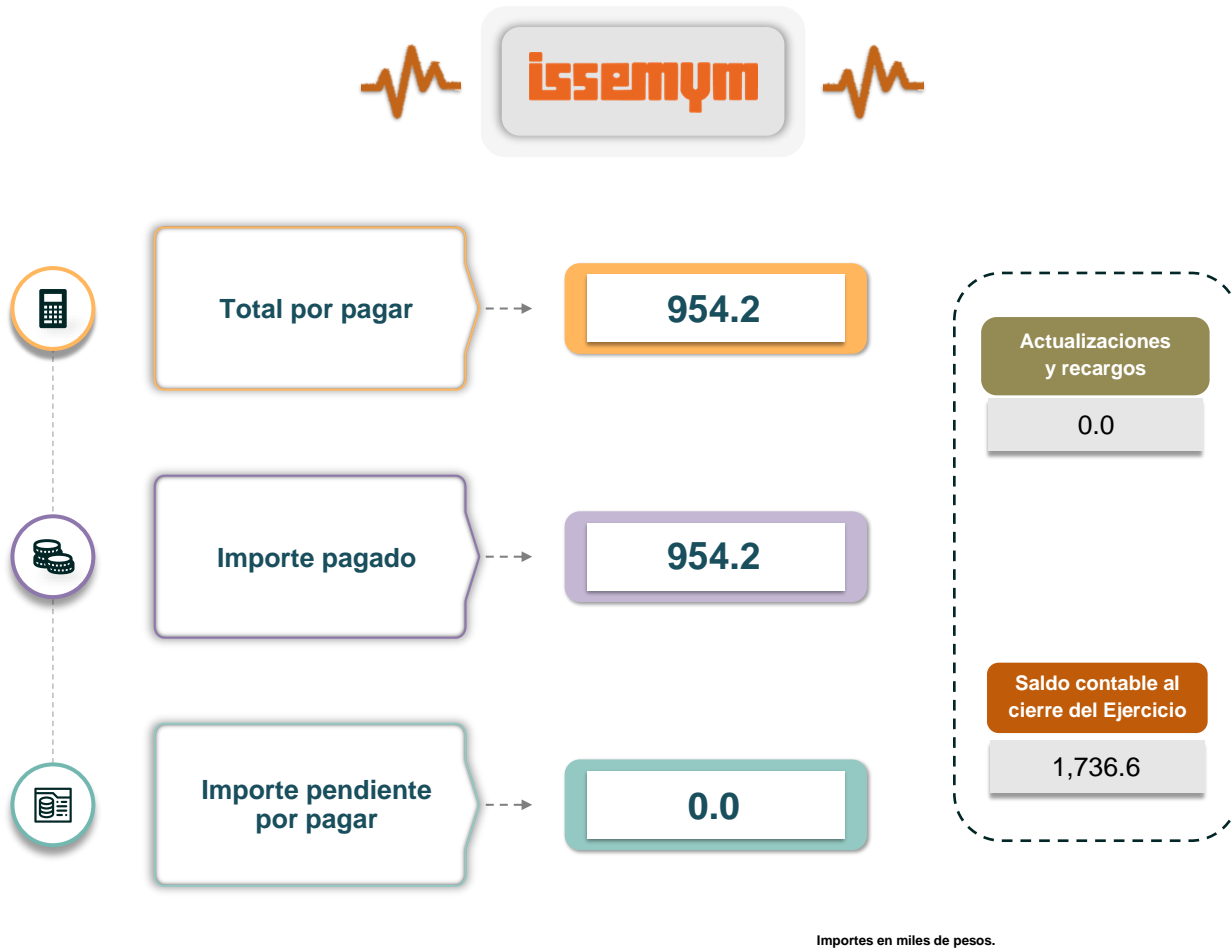 issemym
Total por pagar
954.2
Actualizaciones
y recargos
0.0
Importe pagado
954.2
Saldo contable al
cierre del Ejercicio
1,736.6
Importe pendiente
por pagar
0.0
Importes en miles de pesos.